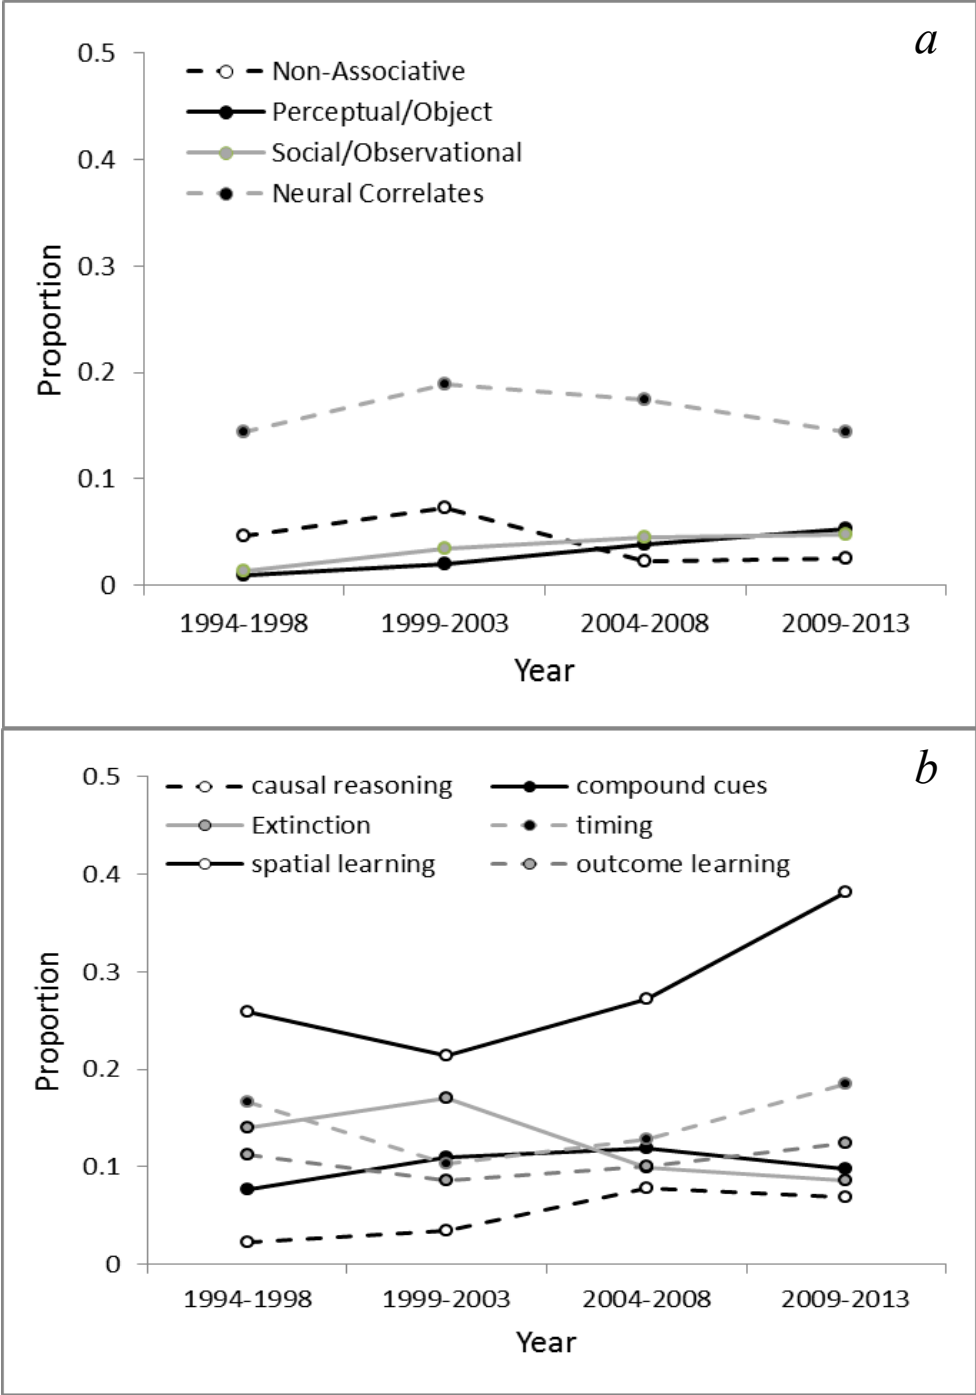 a
0.5
Non-Associative
Perceptual/Object
0.4
Social/Observational
Neural Correlates
0.3
Proportion
0.2
0.1
0
1994-1998 1999-2003 2004-2008 2009-2013
Year
b
0.5
causal reasoning compound cues
Extinction timing
spatial learning outcome learning
0.4
0.3
Proportion
0.2
0.1
0
1994-1998 1999-2003 2004-2008 2009-2013
Year